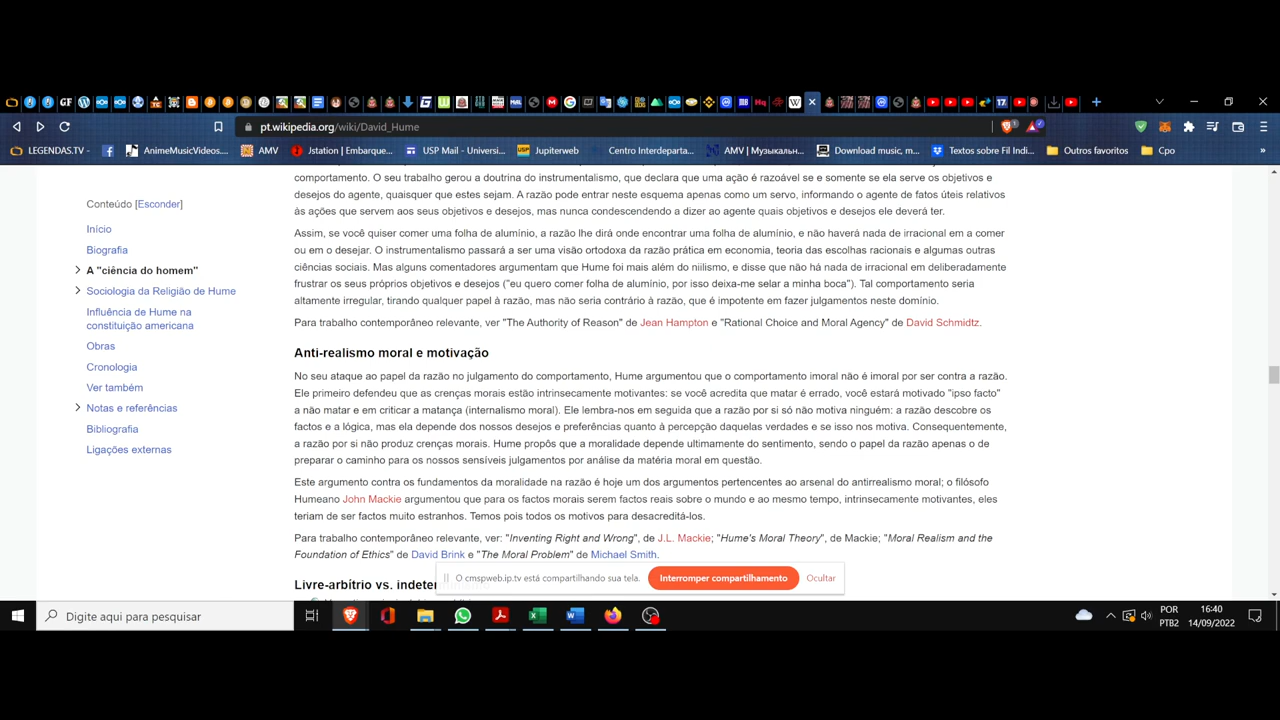 pt.wikipedia.org/wiki/David_Hume
LEGENDAS.TV -
AnimeMusicVideos....
AMV
Jstation | Embarque...
USP Mail - Universi...
Jupiterweb
Centro Interdeparta...
AMV | Музыкальн...
Download music, m...
Textos sobre Fil Indi...
Outros favoritos
Cpo
»
comportamento. O seu trabalho gerou a doutrina do instrumentalismo, que declara que uma ação é razoável se e somente se ela serve os objetivos e
desejos do agente, quaisquer que estes sejam. A razão pode entrar neste esquema apenas como um servo, informando o agente de fatos úteis relativos
às ações que servem aos seus objetivos e desejos, mas nunca condescendendo a dizer ao agente quais objetivos e desejos ele deverá ter.
Assim, se você quiser comer uma folha de alumínio, a razão lhe dirá onde encontrar uma folha de alumínio, e não haverá nada de irracional em a comer
ou em o desejar. O instrumentalismo passará a ser uma visão ortodoxa da razão prática em economia, teoria das escolhas racionais e algumas outras
ciências sociais. Mas alguns comentadores argumentam que Hume foi mais além do niilismo, e disse que não há nada de irracional em deliberadamente
frustrar os seus próprios objetivos e desejos ("eu quero comer folha de alumínio, por isso deixa-me selar a minha boca"). Tal comportamento seria
altamente irregular, tirando qualquer papel à razão, mas não seria contrário à razão, que é impotente em fazer julgamentos neste domínio.
Para trabalho contemporâneo relevante, ver "The Authority of Reason" de Jean Hampton e "Rational Choice and Moral Agency" de David Schmidtz.
Conteúdo [Esconder]
Início
Biografia
A "ciência do homem"
Sociologia da Religião de Hume
Influência de Hume na
constituição americana
Obras
Cronologia
Ver também
Notas e referências
Bibliografia
Ligações externas
Anti-realismo moral e motivação
No seu ataque ao papel da razão no julgamento do comportamento, Hume argumentou que o comportamento imoral não é imoral por ser contra a razão.
Ele primeiro defendeu que as crenças morais estão intrinsecamente motivantes: se você acredita que matar é errado, você estará motivado "ipso facto"
a não matar e em criticar a matança (internalismo moral). Ele lembra-nos em seguida que a razão por si só não motiva ninguém: a razão descobre os
factos e a lógica, mas ela depende dos nossos desejos e preferências quanto à percepção daquelas verdades e se isso nos motiva. Consequentemente,
a razão por si não produz crenças morais. Hume propôs que a moralidade depende ultimamente do sentimento, sendo o papel da razão apenas o de
preparar o caminho para os nossos sensíveis julgamentos por análise da matéria moral em questão.
Este argumento contra os fundamentos da moralidade na razão é hoje um dos argumentos pertencentes ao arsenal do antirrealismo moral; o filósofo
Humeano John Mackie argumentou que para os factos morais serem factos reais sobre o mundo e ao mesmo tempo, intrinsecamente motivantes, eles
teriam de ser factos muito estranhos. Temos pois todos os motivos para desacreditá-los.
Para trabalho contemporâneo relevante, ver: "Inventing Right and Wrong", de J.L. Mackie; "Hume's Moral Theory", de Mackie; "Moral Realism and the
Foundation of Ethics" de David Brink e "The Moral Problem" de Michael Smith.
Livre-arbítrio vs.
O cmspweb.ip.tv está compartilhando sua tela.
Interromper compartilhamento
Ocultar
Digite aqui para pesquisar
POR
PTB2
16:40
14/09/2022